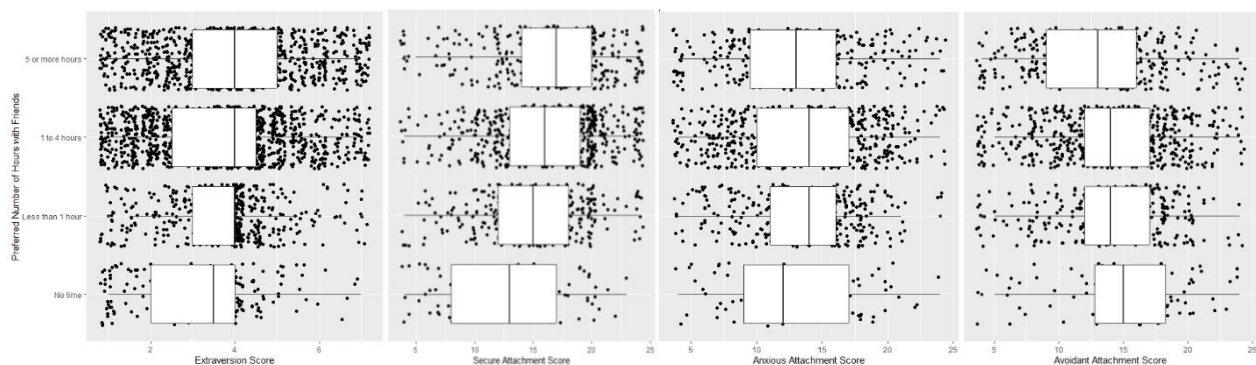 Preferred Number of Hours with Friends
5 or more hours
1 to 4 hours
Less than 1 hour
No time
2 4 6
Extraversion Score
5 10 15 20 25
Secure Attachment Score
5 10 15 20 25
Anxious Attachment Score
5 10 15 20 25
Avoidant Attachment Score